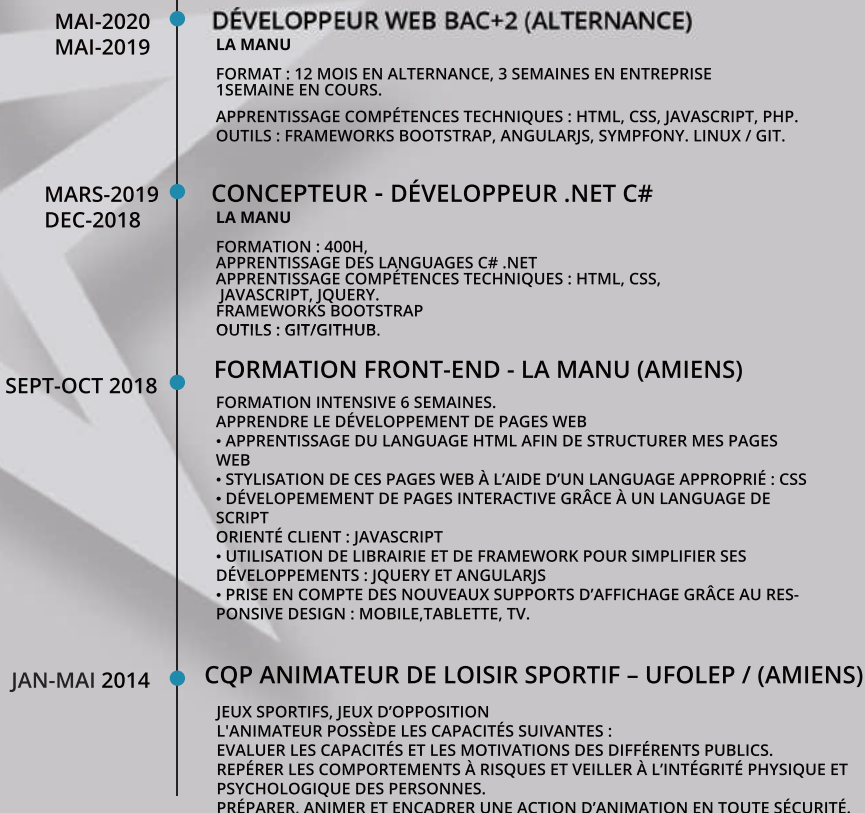 MAI-2020
MAI-2019
DÉVELOPPEUR WEB BAC+2 (ALTERNANCE)
LA MANU
FORMAT : 12 MOIS EN ALTERNANCE, 3 SEMAINES EN ENTREPRISE
1SEMAINE EN COURS.
APPRENTISSAGE COMPÉTENCES TECHNIQUES : HTML, CSS, JAVASCRIPT, PHP.
OUTILS : FRAMEWORKS BOOTSTRAP, ANGULARJS, SYMPFONY. LINUX / GIT.
MARS-2019
DEC-2018
CONCEPTEUR - DÉVELOPPEUR .NET C#
LA MANU
FORMATION : 400H,
APPRENTISSAGE DES LANGUAGES C# .NET
APPRENTISSAGE COMPÉTENCES TECHNIQUES : HTML, CSS,
JAVASCRIPT, JQUERY.
FRAMEWORKS BOOTSTRAP
OUTILS : GIT/GITHUB.
SEPT-OCT 2018
FORMATION FRONT-END - LA MANU (AMIENS)
FORMATION INTENSIVE 6 SEMAINES.
APPRENDRE LE DÉVELOPPEMENT DE PAGES WEB
• APPRENTISSAGE DU LANGUAGE HTML AFIN DE STRUCTURER MES PAGES
WEB
• STYLISATION DE CES PAGES WEB À L'AIDE D'UN LANGUAGE APPROPRIÉ : CSS
• DÉVELOPEMEMENT DE PAGES INTERACTIVE GRÂCE À UN LANGUAGE DE
SCRIPT
ORIENTÉ CLIENT : JAVASCRIPT
• UTILISATION DE LIBRAIRIE ET DE FRAMEWORK POUR SIMPLIFIER SES
DÉVELOPPEMENTS : JQUERY ET ANGULARJS
• PRISE EN COMPTE DES NOUVEAUX SUPPORTS D'AFFICHAGE GRÂCE AU RES-
PONSIVE DESIGN : MOBILE,TABLETTE, TV.
JAN-MAI 2014
CQP ANIMATEUR DE LOISIR SPORTIF – UFOLEP / (AMIENS)
JEUX SPORTIFS, JEUX D'OPPOSITION
L'ANIMATEUR POSSÈDE LES CAPACITÉS SUIVANTES :
EVALUER LES CAPACITÉS ET LES MOTIVATIONS DES DIFFÉRENTS PUBLICS.
REPÉRER LES COMPORTEMENTS À RISQUES ET VEILLER À L'INTÉGRITÉ PHYSIQUE ET
PSYCHOLOGIQUE DES PERSONNES.
PRÉPARER, ANIMER ET ENCADRER UNE ACTION D'ANIMATION EN TOUTE SÉCURITÉ.